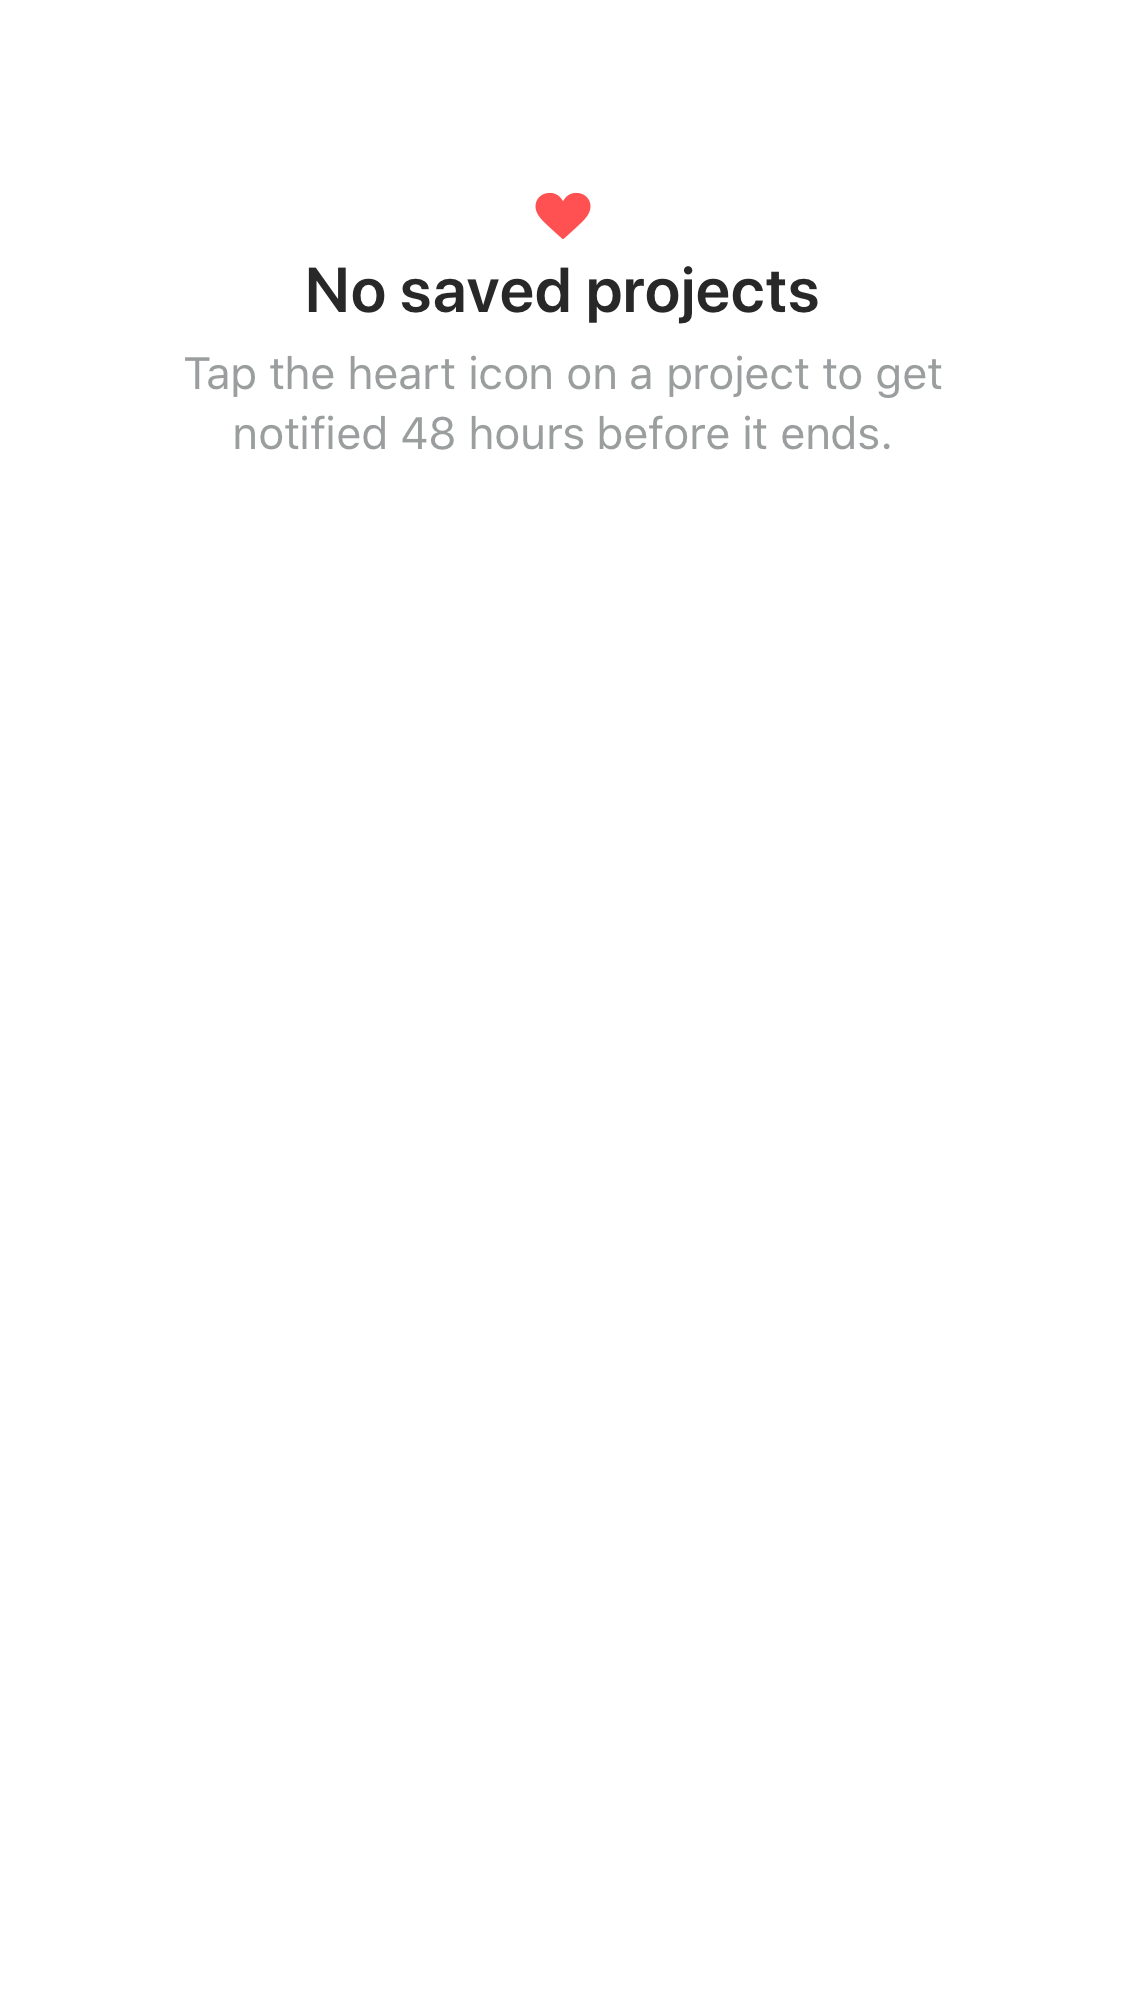 No saved projects
Tap the heart icon on a project to get
notified 48 hours before it ends.